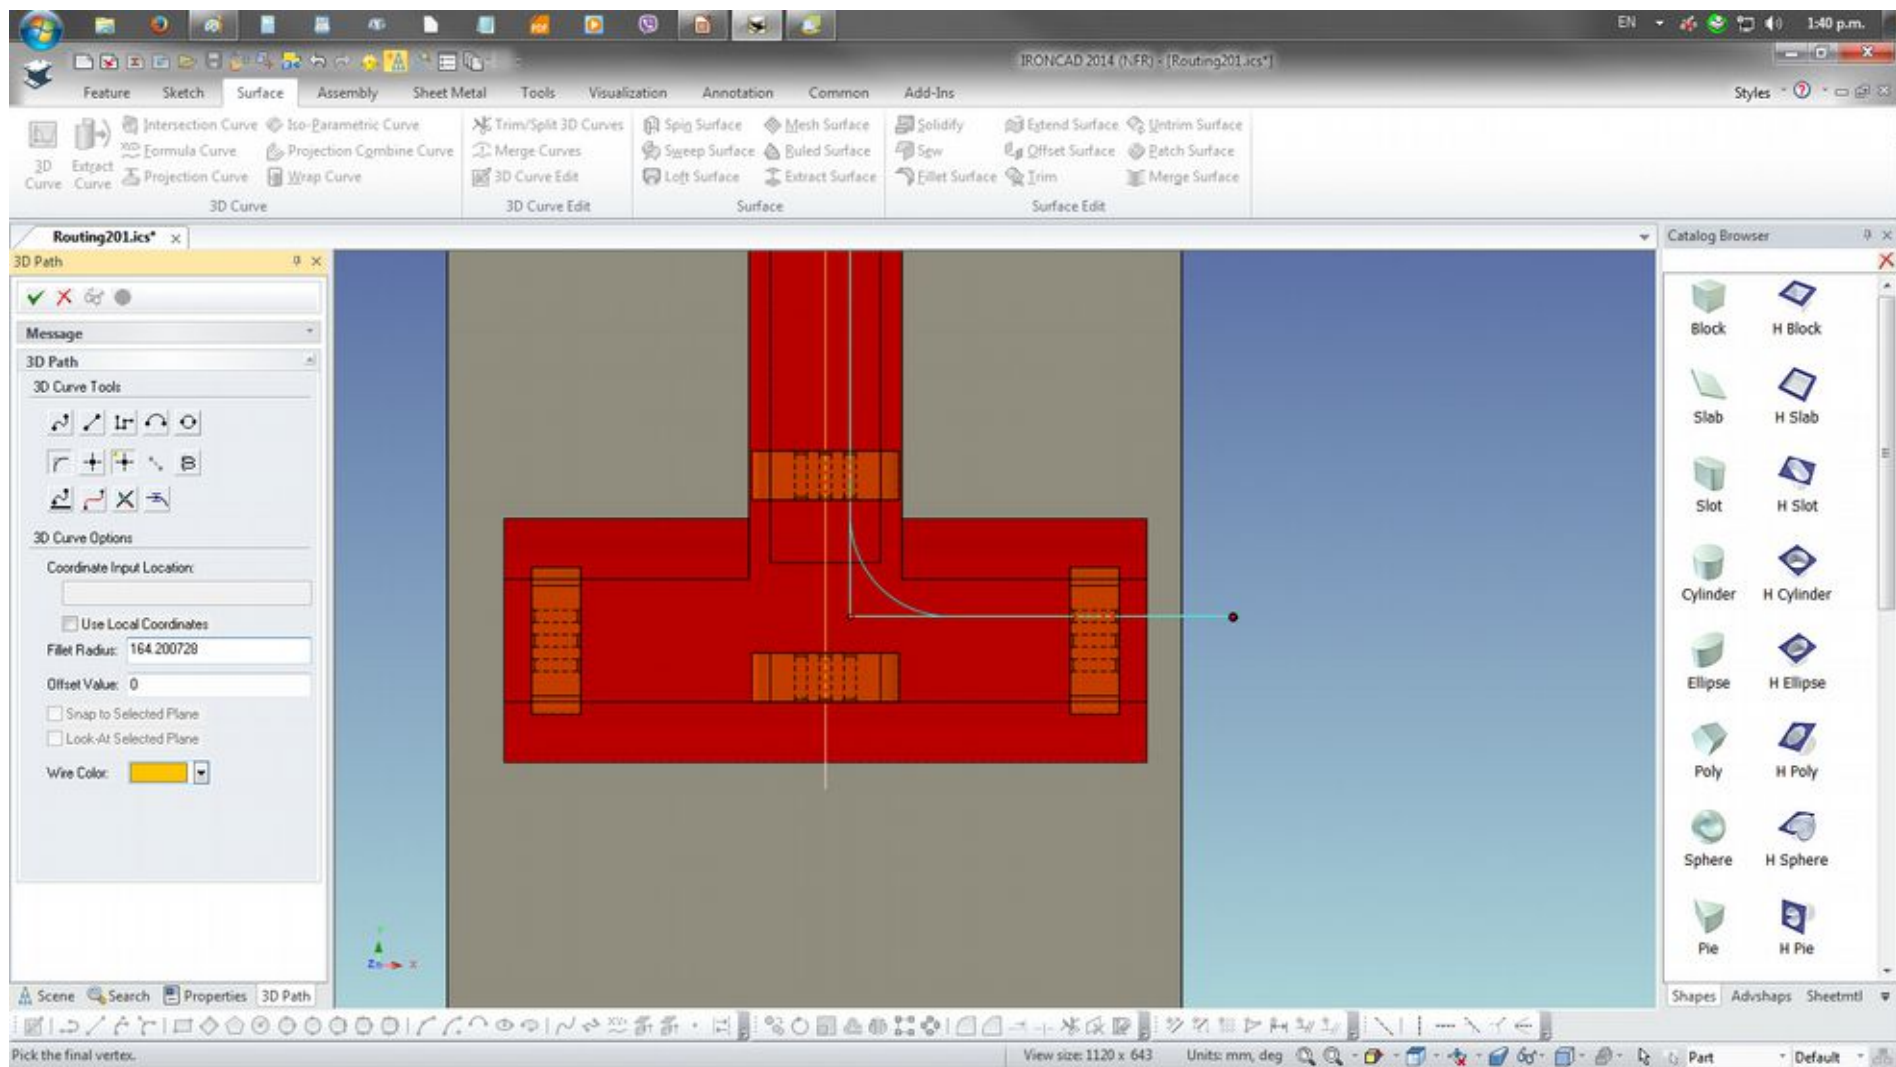 EN 1:40 p.m.
IRONCAD 2014 (NFR) - [Routing201.ics*]
Feature Sketch Surface Assembly Sheet Metal Tools Visualization Annotation Common Add-Ins Styles
Intersection Curve Iso-Parametric Curve Trim/Split 3D Curves Spin Surface Mesh Surface Solidify Extend Surface Untrim Surface
3D Curve Extract Curve Formula Curve Projection Combine Curve Merge Curves Sweep Surface Ruled Surface Sew Offset Surface Patch Surface
Projection Curve Wrap Curve 3D Curve Edit Loft Surface Extract Surface Fillet Surface Trim Merge Surface
3D Curve 3D Curve Edit Surface Surface Edit
Routing201.ics* Catalog Browser
3D Path
Message
3D Path
3D Curve Tools
3D Curve Options
Coordinate Input Location:
Use Local Coordinates
Fillet Radius: 164.200728
Offset Value: 0
Snap to Selected Plane
Look-At Selected Plane
Wire Color:
Block H Block
Slab H Slab
Slot H Slot
Cylinder H Cylinder
Ellipse H Ellipse
Poly H Poly
Sphere H Sphere
Pie H Pie
Scene Search Properties 3D Path Shapes Advshaps Sheetmtl
Pick the final vertex. View size: 1120 x 643 Units: mm, deg Part Default